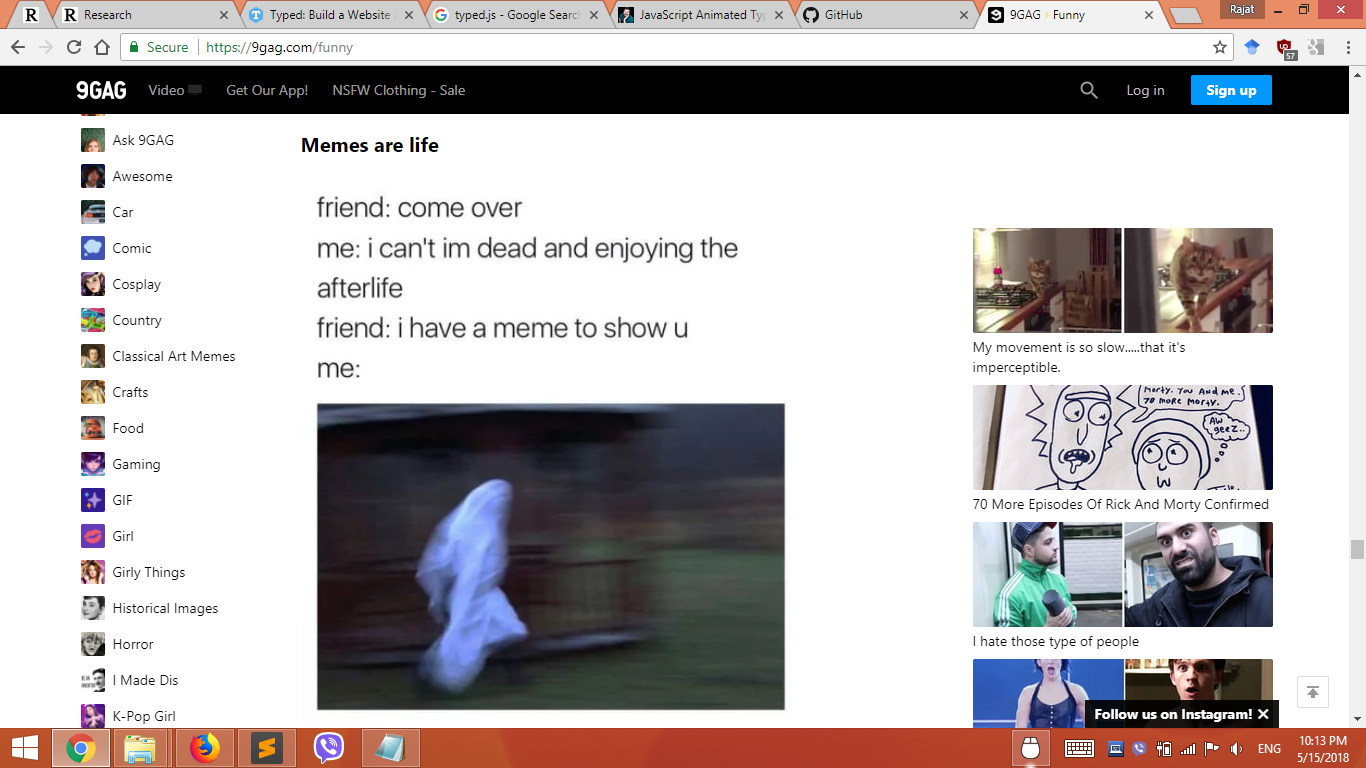 Research
Typed: Build a Website
typed.js - Google Searc
JavaScript Animated Ty
GitHub
9GAG Funny
Rajat
Secure
https://9gag.com/funny
57
9GAG
Video
Get Our App!
NSFW Clothing - Sale
Log in
Sign up
Ask 9GAG
Awesome
Car
Comic
Cosplay
Country
Classical Art Memes
Crafts
Food
Gaming
GIF
Girl
Girly Things
Historical Images
Horror
I Made Dis
K-Pop Girl
Memes are life
friend: come over
me: i can't im dead and enjoying the
afterlife
friend: i have a meme to show u
me:
My movement is so slow.....that it's
imperceptible.
Morty. You And me.
70 more Morty.
AW
geez..
70 More Episodes Of Rick And Morty Confirmed
I hate those type of people
Follow us on Instagram!
ENG
10:13 PM
5/15/2018